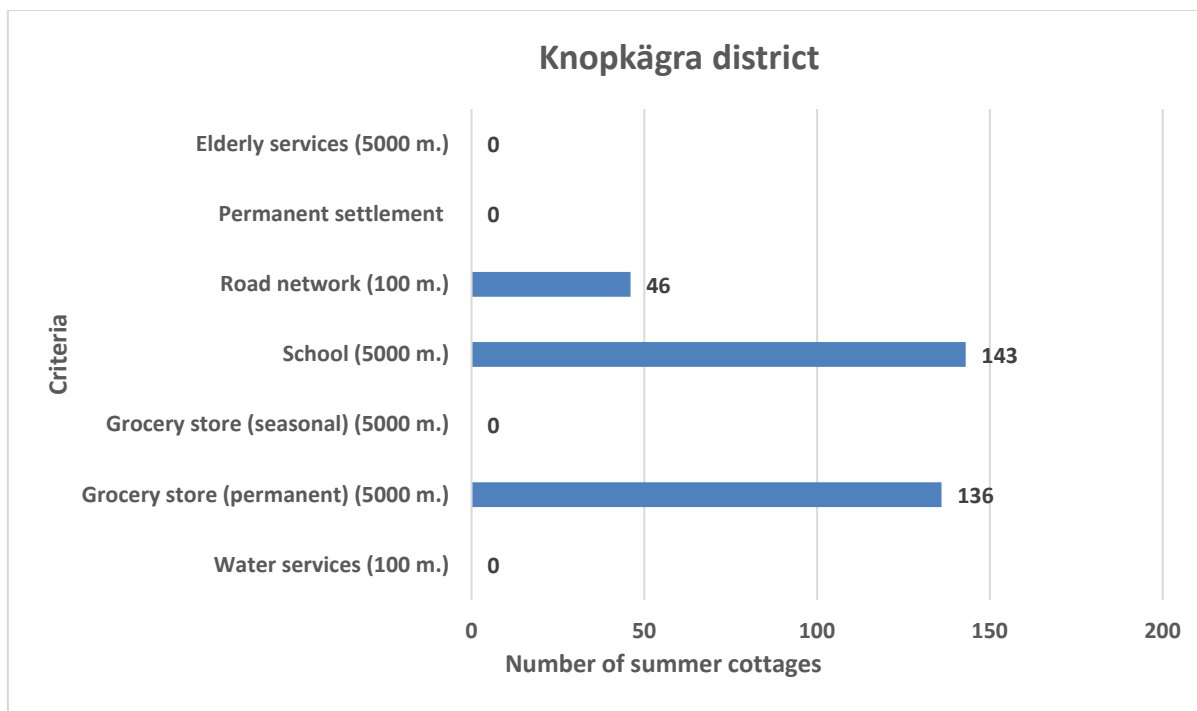 Knopkägra district
Criteria
Elderly services (5000 m.) 0
Permanent settlement 0
Road network (100 m.) 46
School (5000 m.) 143
Grocery store (seasonal) (5000 m.) 0
Grocery store (permanent) (5000 m.) 136
Water services (100 m.) 0
0 50 100 150 200
Number of summer cottages